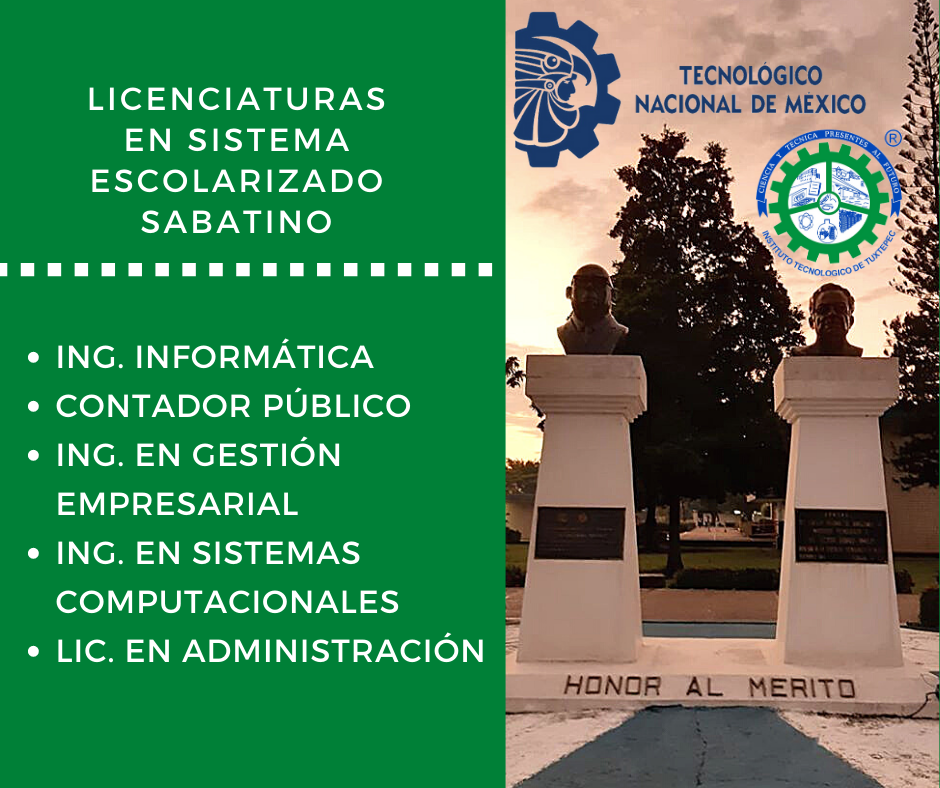 LICENCIATURAS
EN SISTEMA
ESCOLARIZADO
SABATINO
• ING. INFORMÁTICA
• CONTADOR PÚBLICO
• ING. EN GESTIÓN
EMPRESARIAL
• ING. EN SISTEMAS
COMPUTACIONALES
• LIC. EN ADMINISTRACIÓN
TECNOLÓGICO
NACIONAL DE MÉXICO
®
CIENCIA Y TECNICA PRESENTES AL FUTURO
INSTITUTO TECNOLOGICO DE TUXTEPEC
HONOR AL MERITO